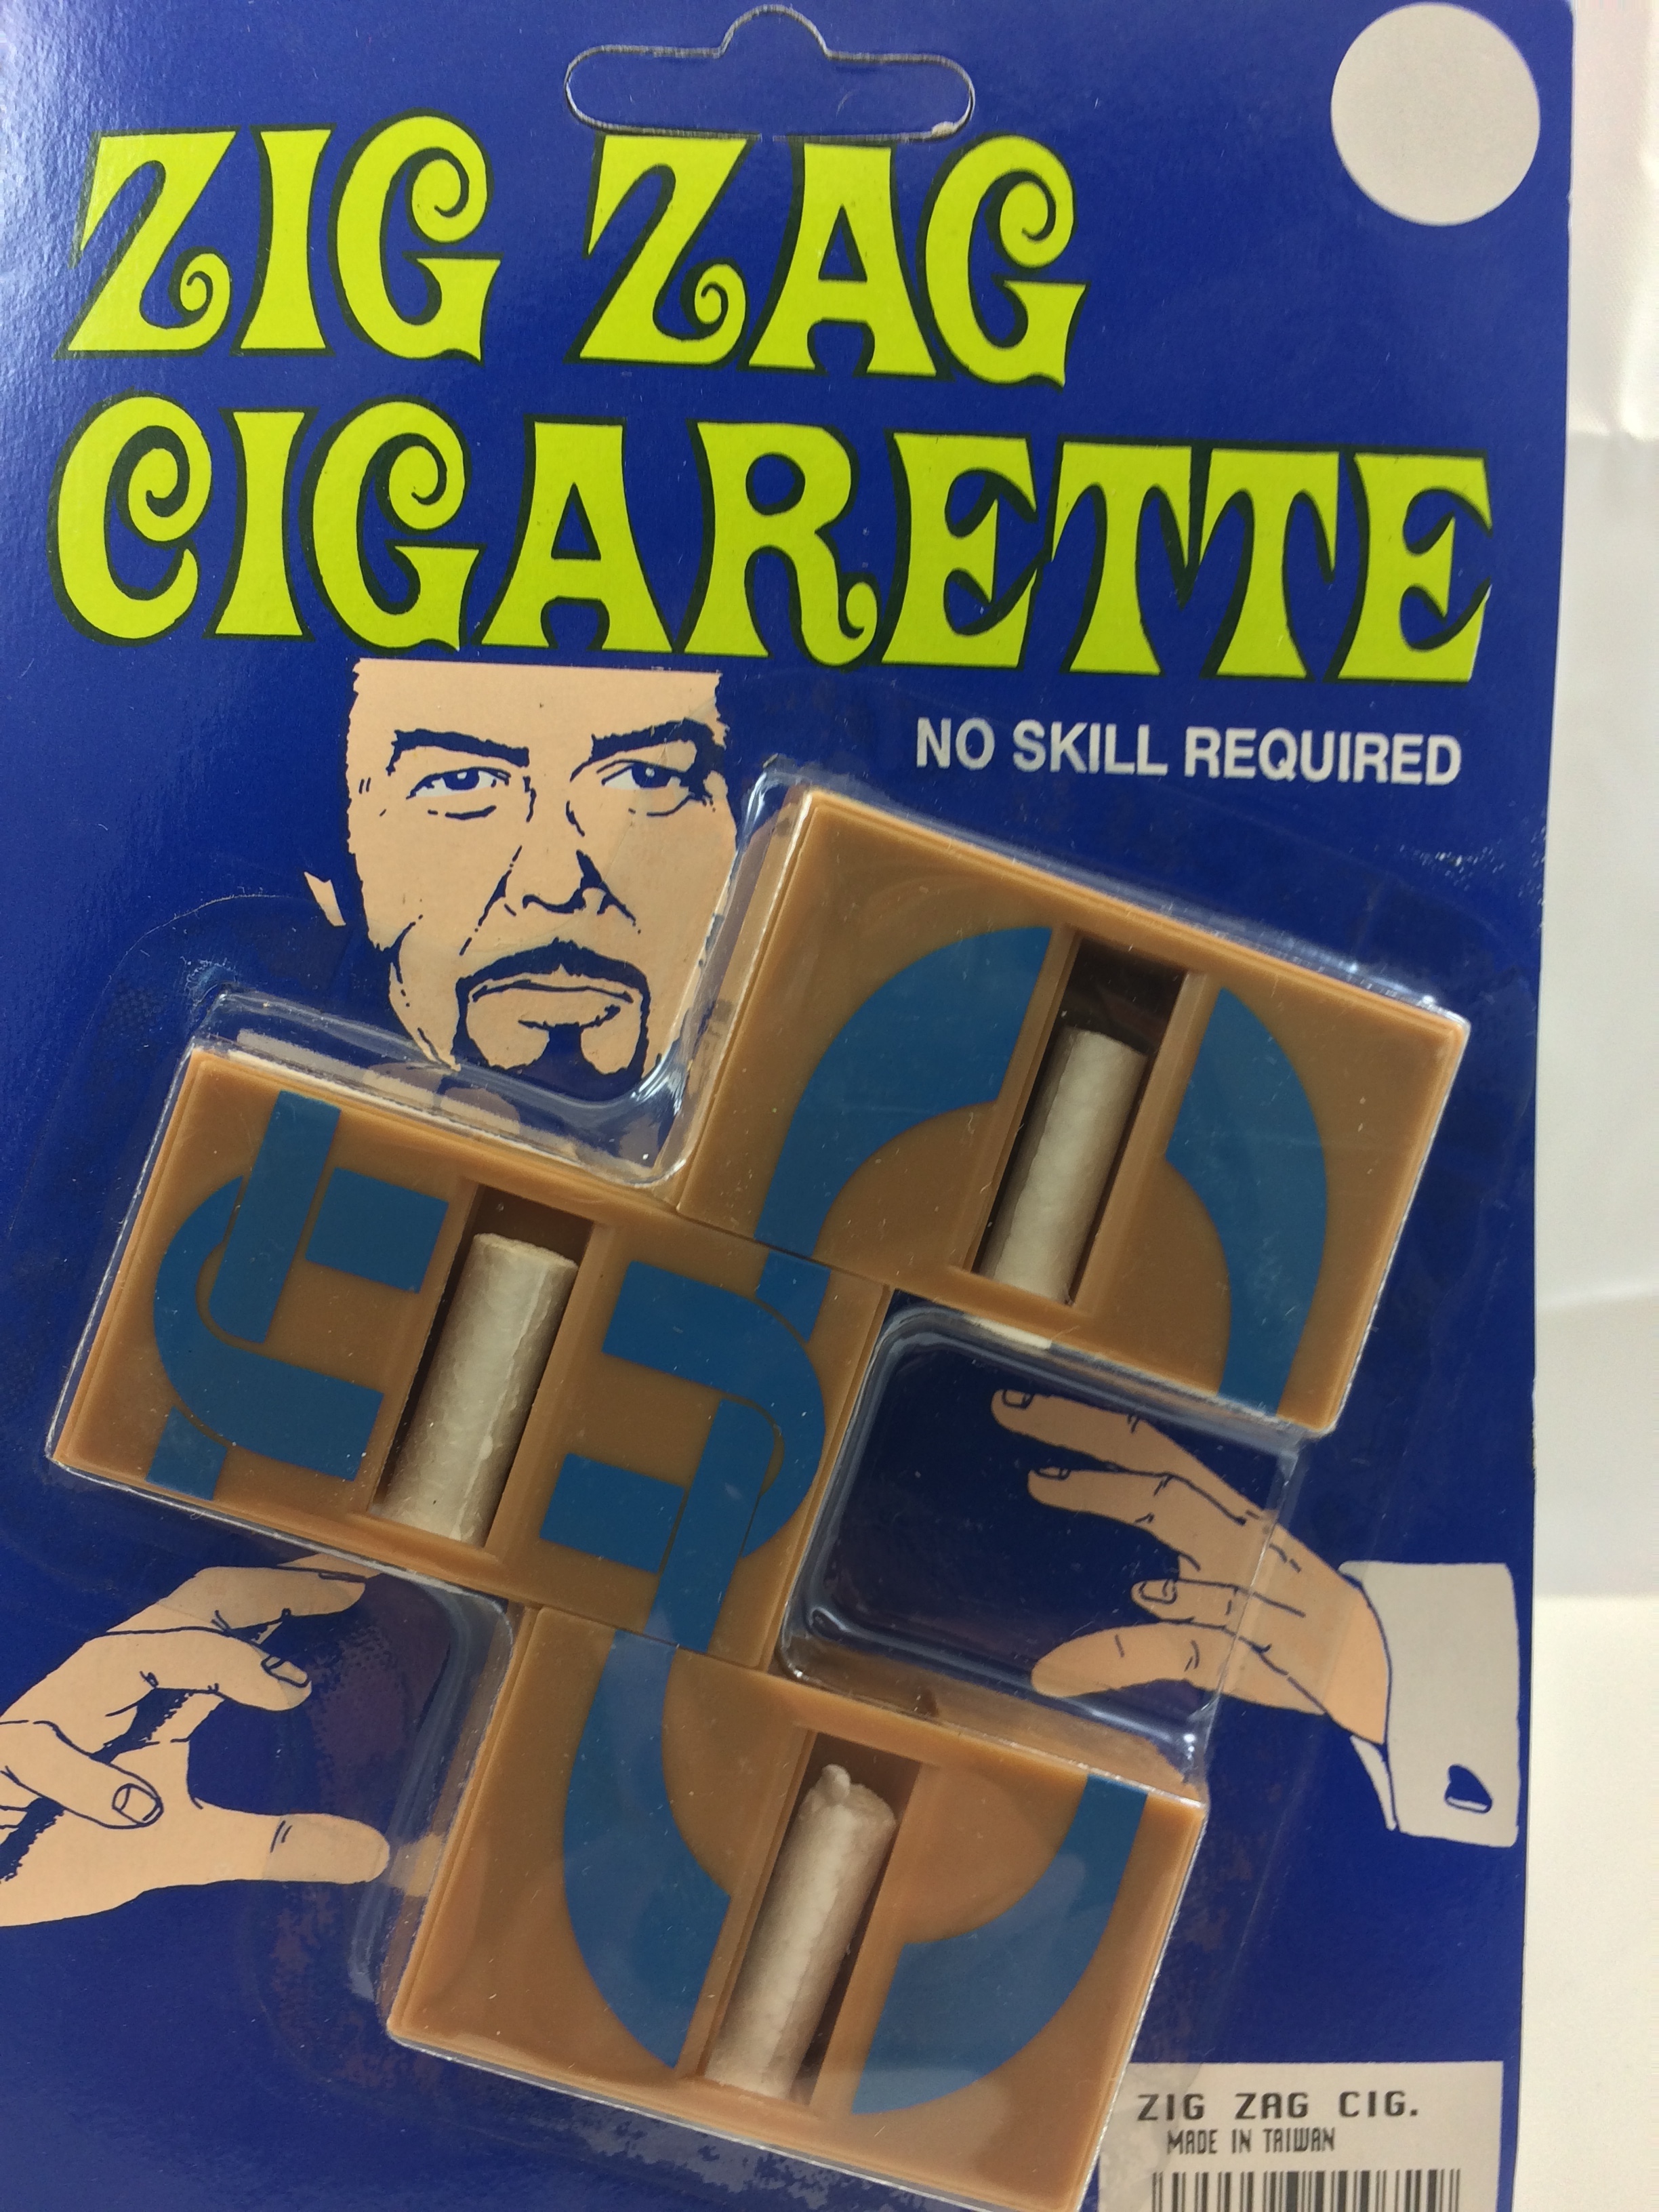 ZIG ZAG
CIGARETTE
NO SKILL REQUIRED
ZIG ZAG CIG.
MADE IN TAIWAN